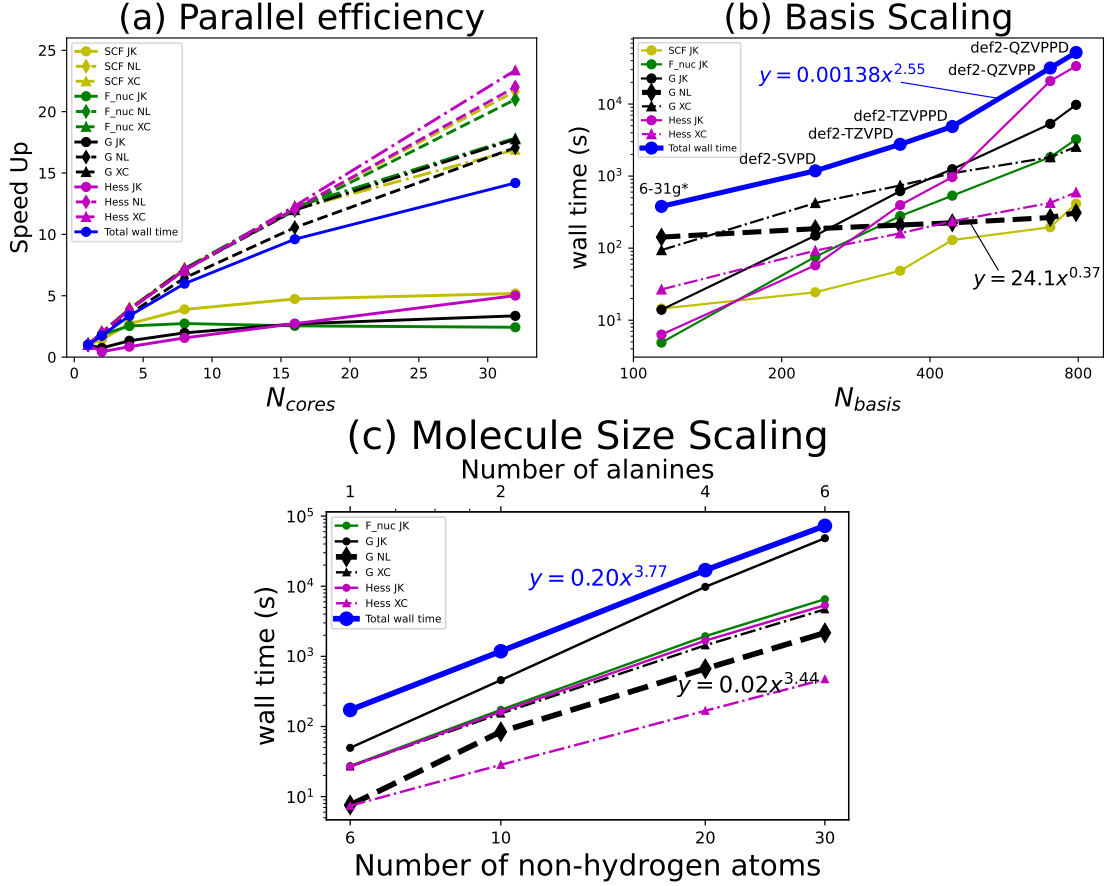 (a) Parallel efficiency
SCF JK
SCF NL
SCF XC
F_nuc JK
F_nuc NL
F_nuc XC
G JK
G NL
G XC
Hess JK
Hess NL
Hess XC
Total wall time
Speed Up
0
5
10
15
20
25
0 5 10 15 20 25 30
N_cores
(b) Basis Scaling
SCF JK
F_nuc JK
G JK
G NL
G XC
Hess JK
Hess XC
Total wall time
wall time (s)
10^1
10^2
10^3
10^4
y = 0.00138x^2.55
def2-QZVPPD
def2-QZVPP
def2-TZVPPD
def2-TZVPD
def2-SVPD
6-31g*
y = 24.1x^0.37
100 200 400 800
N_basis
(c) Molecule Size Scaling
Number of alanines
1 2 4 6
F_nuc JK
G JK
G NL
G XC
Hess JK
Hess XC
Total wall time
wall time (s)
10^5
10^4
10^3
10^2
10^1
y = 0.20x^3.77
y = 0.02x^3.44
6 10 20 30
Number of non-hydrogen atoms